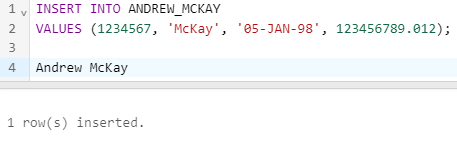 1 INSERT INTO ANDREW_MCKAY
2 VALUES (1234567, 'McKay', '05-JAN-98', 123456789.012);
3
4 Andrew McKay
1 row(s) inserted.